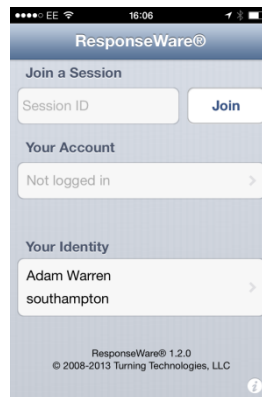 EE 16:06
ResponseWare®
Join a Session
Session ID Join
Your Account
Not logged in
Your Identity
Adam Warren
southampton
ResponseWare® 1.2.0
© 2008-2013 Turning Technologies, LLC